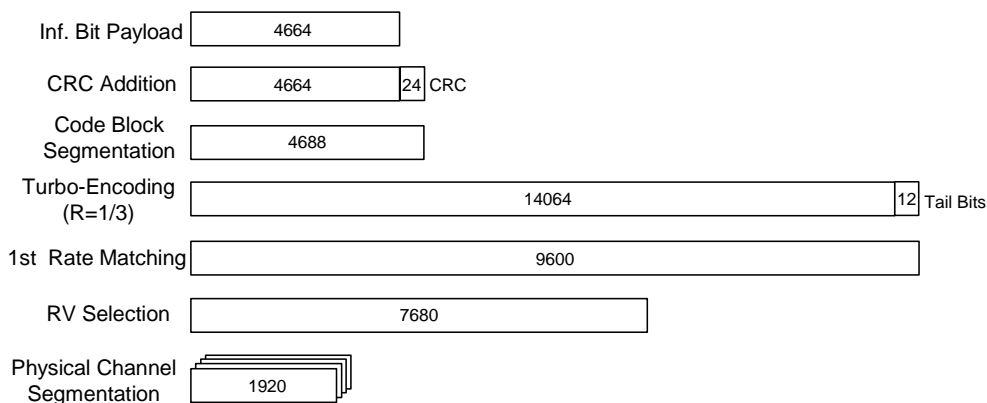 Inf. Bit Payload 4664
CRC Addition 4664 24 CRC
Code Block
Segmentation 4688
Turbo-Encoding
(R=1/3) 14064 12 Tail Bits
1st Rate Matching 9600
RV Selection 7680
Physical Channel
Segmentation 1920